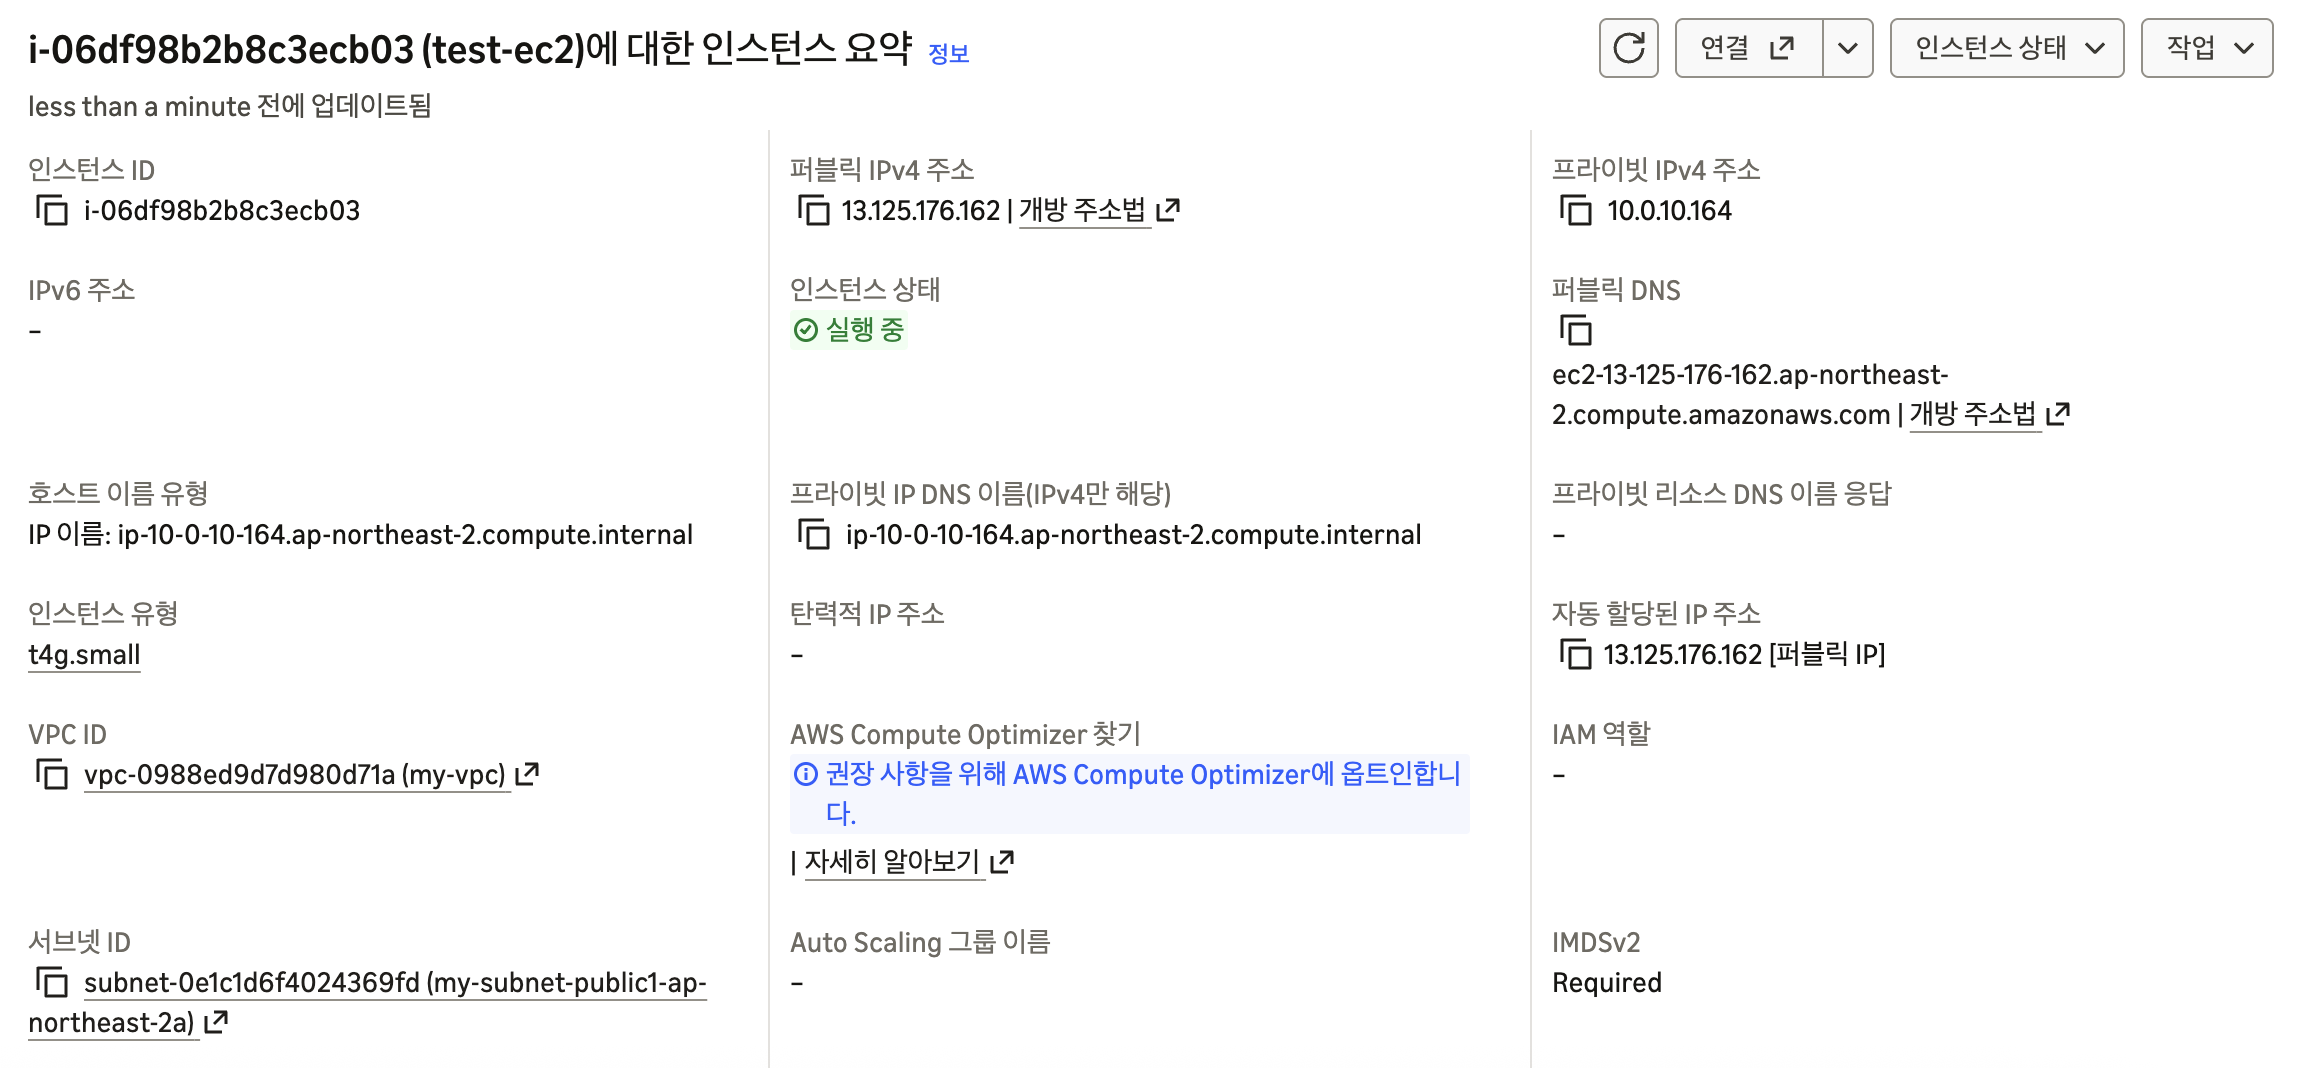 i-06df98b2b8c3ecb03 (test-ec2)에 대한 인스턴스 요약 정보
연결
인스턴스 상태
작업
less than a minute 전에 업데이트됨
인스턴스 ID
i-06df98b2b8c3ecb03
퍼블릭 IPv4 주소
13.125.176.162 | 개방 주소법
프라이빗 IPv4 주소
10.0.10.164
IPv6 주소
–
인스턴스 상태
실행 중
퍼블릭 DNS
ec2-13-125-176-162.ap-northeast-
2.compute.amazonaws.com | 개방 주소법
호스트 이름 유형
IP 이름: ip-10-0-10-164.ap-northeast-2.compute.internal
프라이빗 IP DNS 이름(IPv4만 해당)
ip-10-0-10-164.ap-northeast-2.compute.internal
프라이빗 리소스 DNS 이름 응답
–
인스턴스 유형
t4g.small
탄력적 IP 주소
–
자동 할당된 IP 주소
13.125.176.162 [퍼블릭 IP]
VPC ID
vpc-0988ed9d7d980d71a (my-vpc)
AWS Compute Optimizer 찾기
권장 사항을 위해 AWS Compute Optimizer에 옵트인합니
다.
| 자세히 알아보기
IAM 역할
–
서브넷 ID
subnet-0e1c1d6f4024369fd (my-subnet-public1-ap-
northeast-2a)
Auto Scaling 그룹 이름
–
IMDSv2
Required